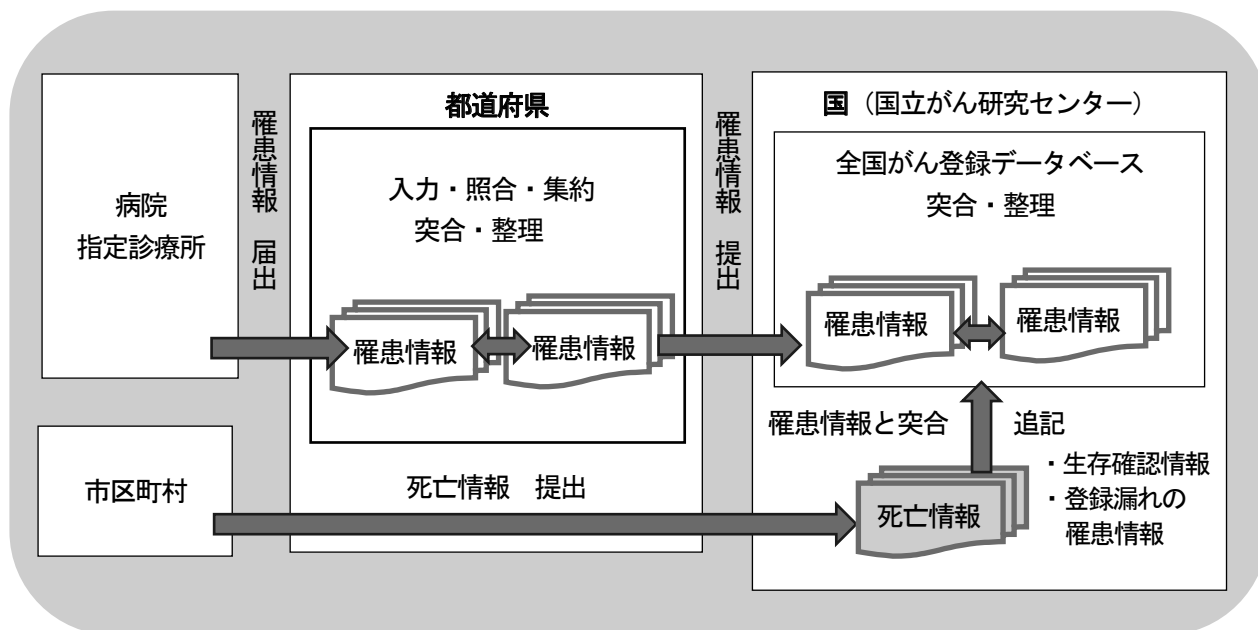 病院
指定診療所
罹患情報 届出
都道府県
入力・照合・集約
突合・整理
罹患情報
罹患情報
罹患情報 提出
国（国立がん研究センター）
全国がん登録データベース
突合・整理
罹患情報
罹患情報
罹患情報と突合
追記
・生存確認情報
・登録漏れの
罹患情報
市区町村
死亡情報 提出
死亡情報